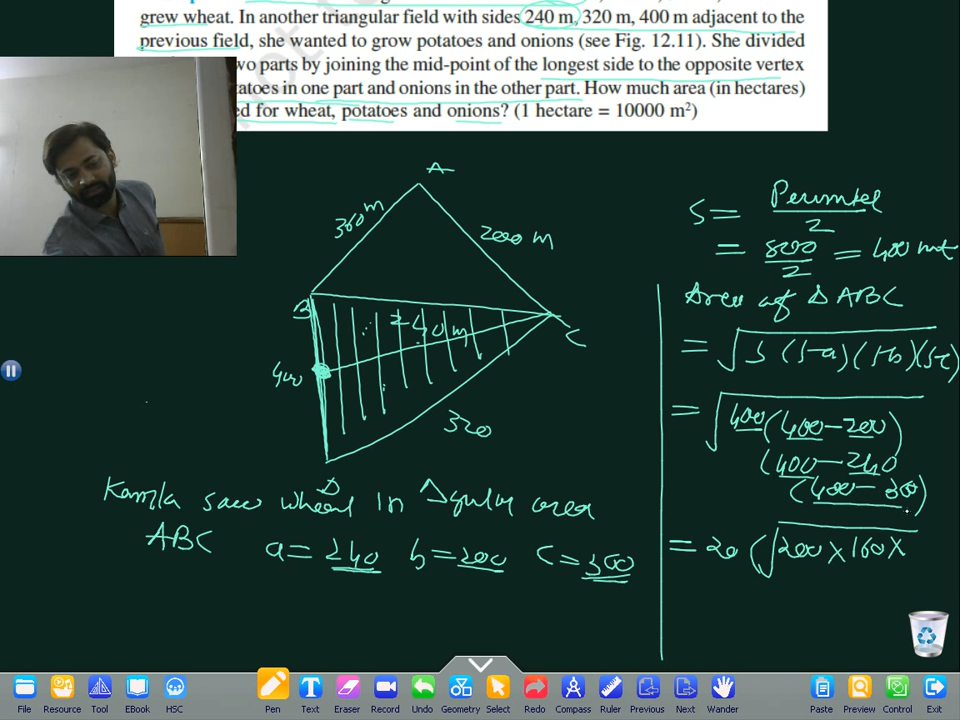 grew wheat. In another triangular field with sides 240 m, 320 m, 400 m adjacent to the
previous field, she wanted to grow potatoes and onions (see Fig. 12.11). She divided
wo parts by joining the mid-point of the longest side to the opposite vertex
atoes in one part and onions in the other part. How much area (in hectares)
ed for wheat, potatoes and onions? (1 hectare = 10000 m²)
A
360 m
2000 m
B
240 m
C
400
320
D
S = Perimter/2
= 800/2 = 400 mt
Area of Δ ABC
= √S (S-a) (S-b) (S-c)
= √400 (400-200)
(400-240
(400-300)
= 20 (√200 × 160 ×
Kamla saw wheat in Δgular area
ABC a = 240 b = 200 c = 300
File Resource Tool EBook HSC Pen Text Eraser Record Undo Geometry Select Redo Compass Ruler Previous Next Wander Paste Preview Control Exit